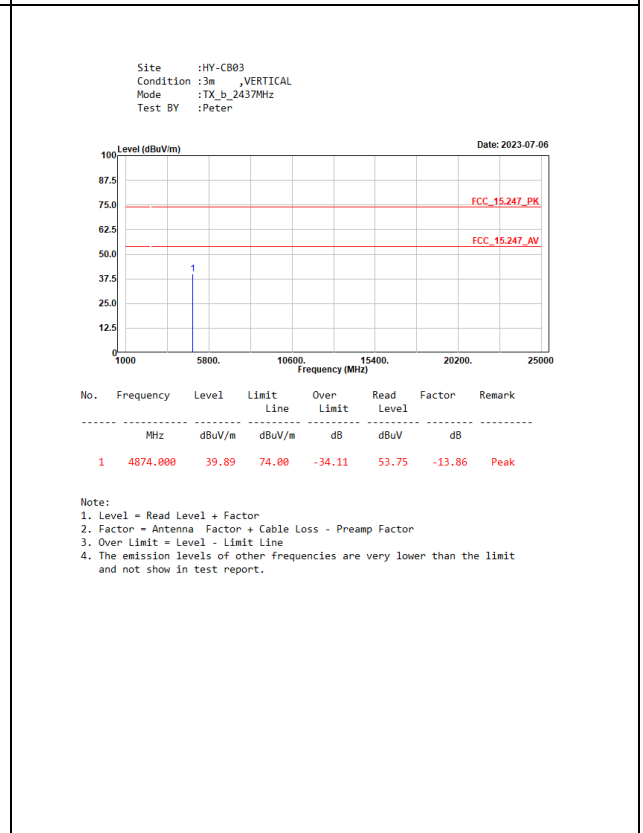 Site      :HY-CB03
Condition :3m    ,VERTICAL
Mode      :TX_b_2437MHz
Test BY   :Peter
Level (dBuV/m)
Date: 2023-07-06
100
87.5
75.0
FCC_15.247_PK
62.5
FCC_15.247_AV
50.0
1
37.5
25.0
12.5
0
1000 5800. 10600. 15400. 20200. 25000
Frequency (MHz)
No. Frequency Level Limit Over Read Factor Remark
Line Limit Level
------ ----------- -------- --------- --------- --------- -------- ---------
MHz dBuV/m dBuV/m dB dBuV dB
1 4874.000 39.89 74.00 -34.11 53.75 -13.86 Peak
Note:
1. Level = Read Level + Factor
2. Factor = Antenna  Factor + Cable Loss - Preamp Factor
3. Over Limit = Level - Limit Line
4. The emission levels of other frequencies are very lower than the limit
and not show in test report.